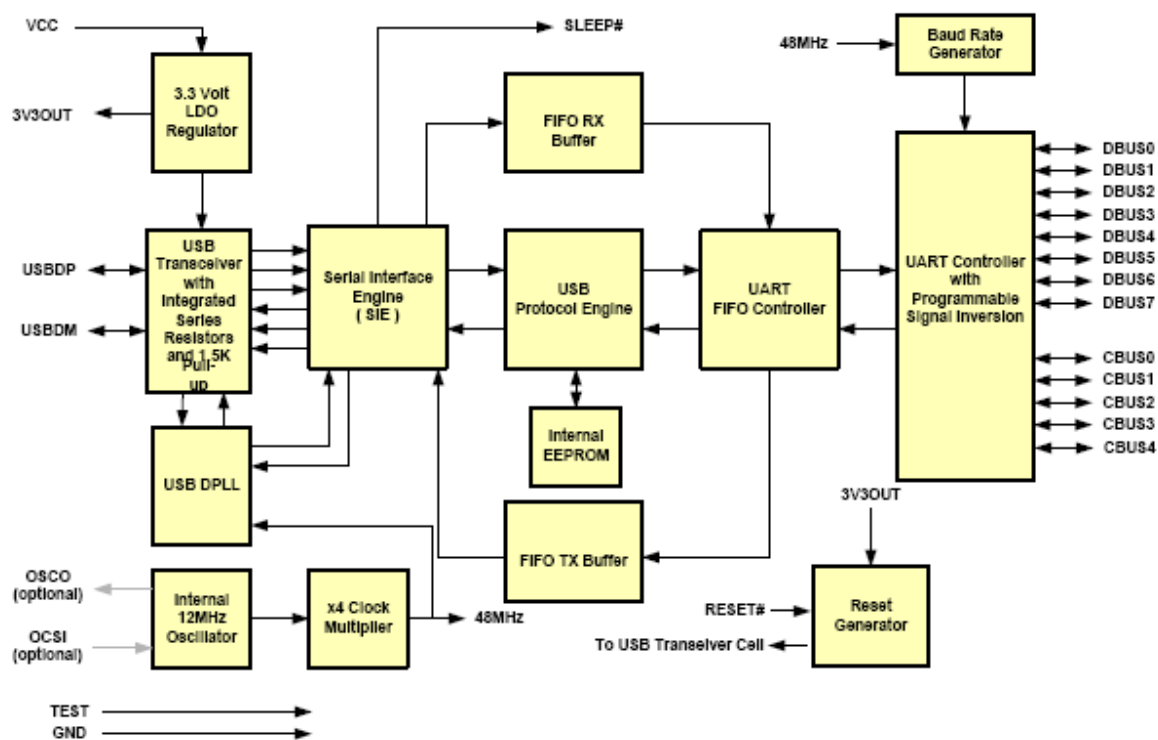 VCC
SLEEP#
48MHz
Baud Rate
Generator
3V3OUT
3.3 Volt
LDO
Regulator
FIFO RX
Buffer
DBUS0
DBUS1
DBUS2
DBUS3
DBUS4
DBUS5
DBUS6
DBUS7
USBDP
USBDM
USB
Transceiver
with
Integrated
Series
Resistors
and 1.5K
Pull-
up
Serial Interface
Engine
( SIE )
USB
Protocol Engine
UART
FIFO Controller
UART Controller
with
Programmable
Signal Inversion
CBUS0
CBUS1
CBUS2
CBUS3
CBUS4
Internal
EEPROM
USB DPLL
3V3OUT
FIFO TX Buffer
OSCO
(optional)
OCSI
(optional)
Internal
12MHz
Oscillator
x4 Clock
Multiplier
48MHz
RESET#
To USB Transeiver Cell
Reset
Generator
TEST
GND